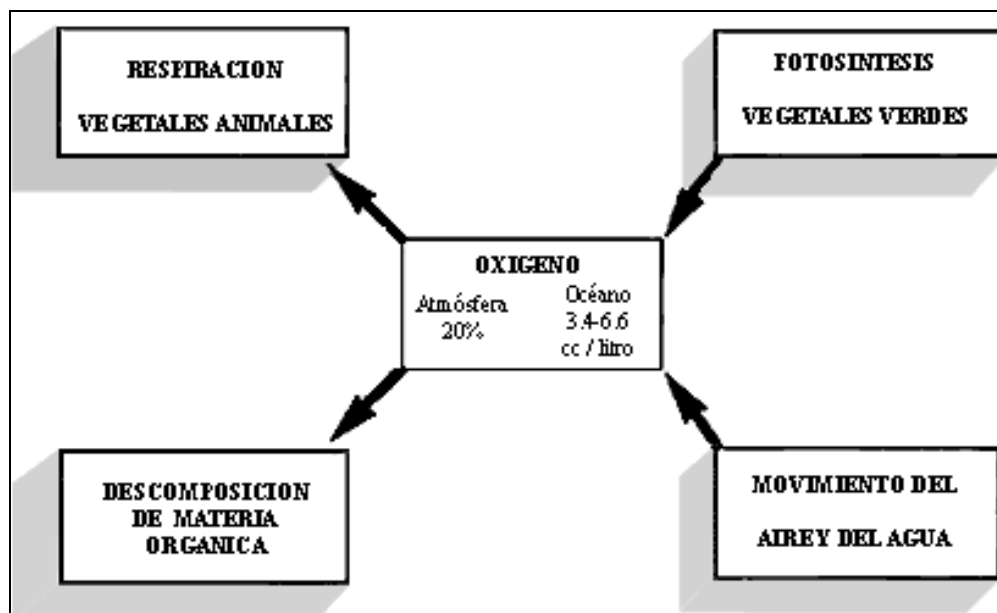 RESPIRACION
VEGETALES ANIMALES
FOTOSINTESIS
VEGETALES VERDES
OXIGENO
Atmósfera
20%
Océano
3.4-6.6
cc / litro
DESCOMPOSICION
DE MATERIA
ORGANICA
MOVIMIENTO DEL
AIREY DEL AGUA